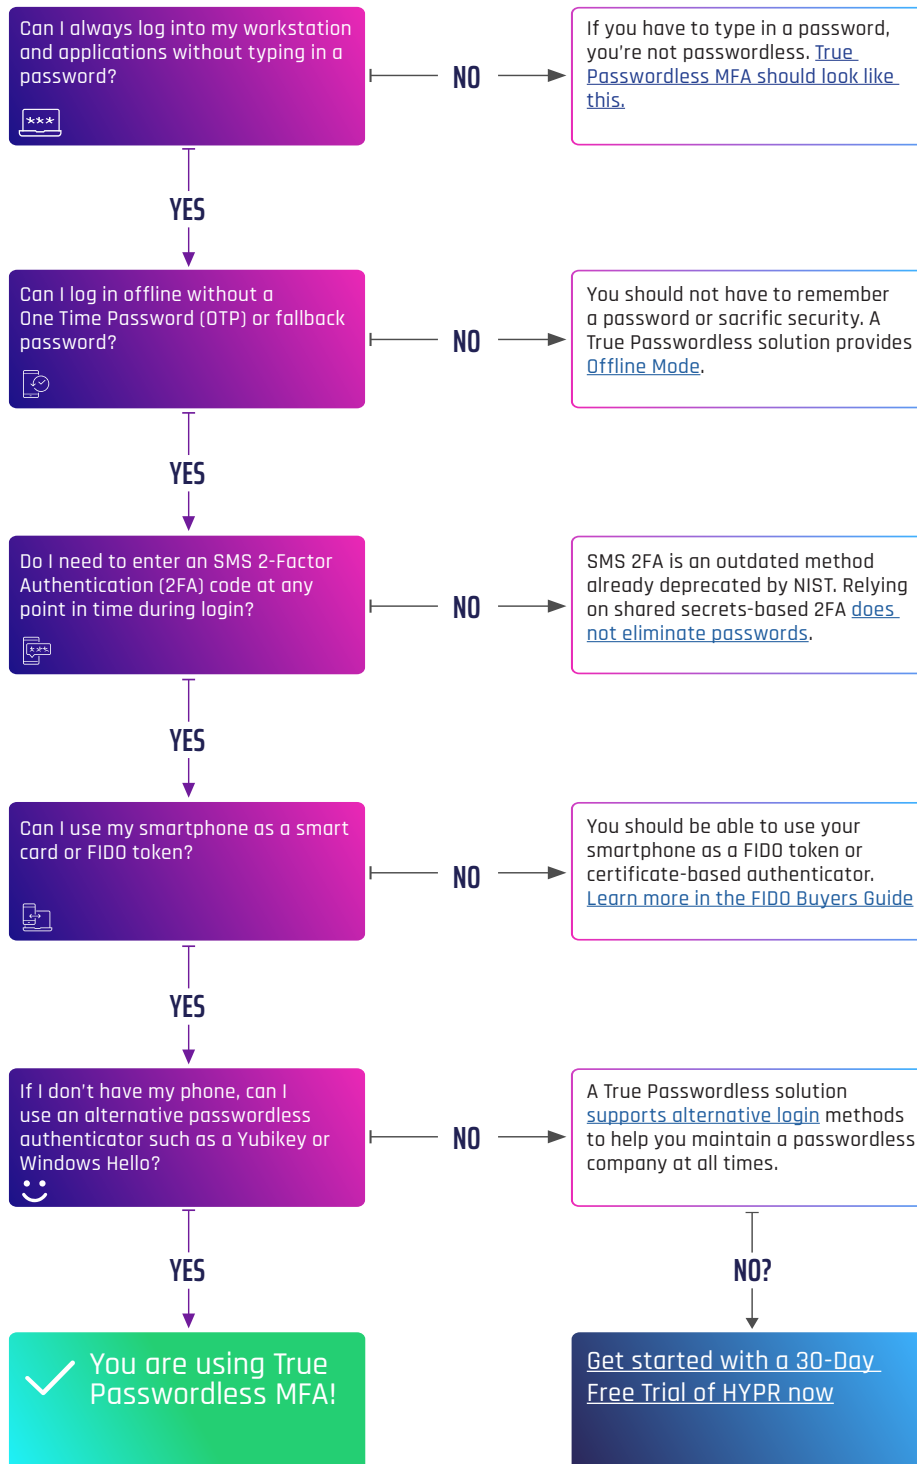 Can I always log into my workstation
and applications without typing in a
password?
***
NO
If you have to type in a password,
you're not passwordless. True
Passwordless MFA should look like
this.
YES
Can I log in offline without a
One Time Password (OTP) or fallback
password?
NO
You should not have to remember
a password or sacrific security. A
True Passwordless solution provides
Offline Mode.
YES
Do I need to enter an SMS 2-Factor
Authentication (2FA) code at any
point in time during login?
***
NO
SMS 2FA is an outdated method
already deprecated by NIST. Relying
on shared secrets-based 2FA does
not eliminate passwords.
YES
Can I use my smartphone as a smart
card or FIDO token?
NO
You should be able to use your
smartphone as a FIDO token or
certificate-based authenticator.
Learn more in the FIDO Buyers Guide
YES
If I don't have my phone, can I
use an alternative passwordless
authenticator such as a Yubikey or
Windows Hello?
NO
A True Passwordless solution
supports alternative login methods
to help you maintain a passwordless
company at all times.
YES
NO?
You are using True
Passwordless MFA!
Get started with a 30-Day
Free Trial of HYPR now